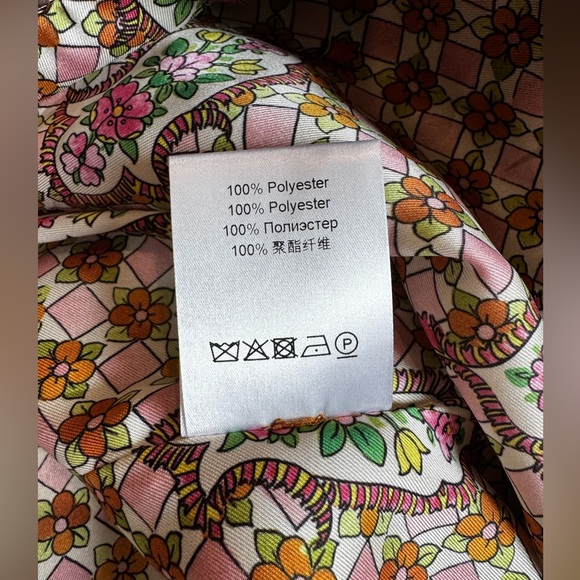 100% Polyester
100% Polyester
100% Полиэстер
100% 聚酯纤维
P